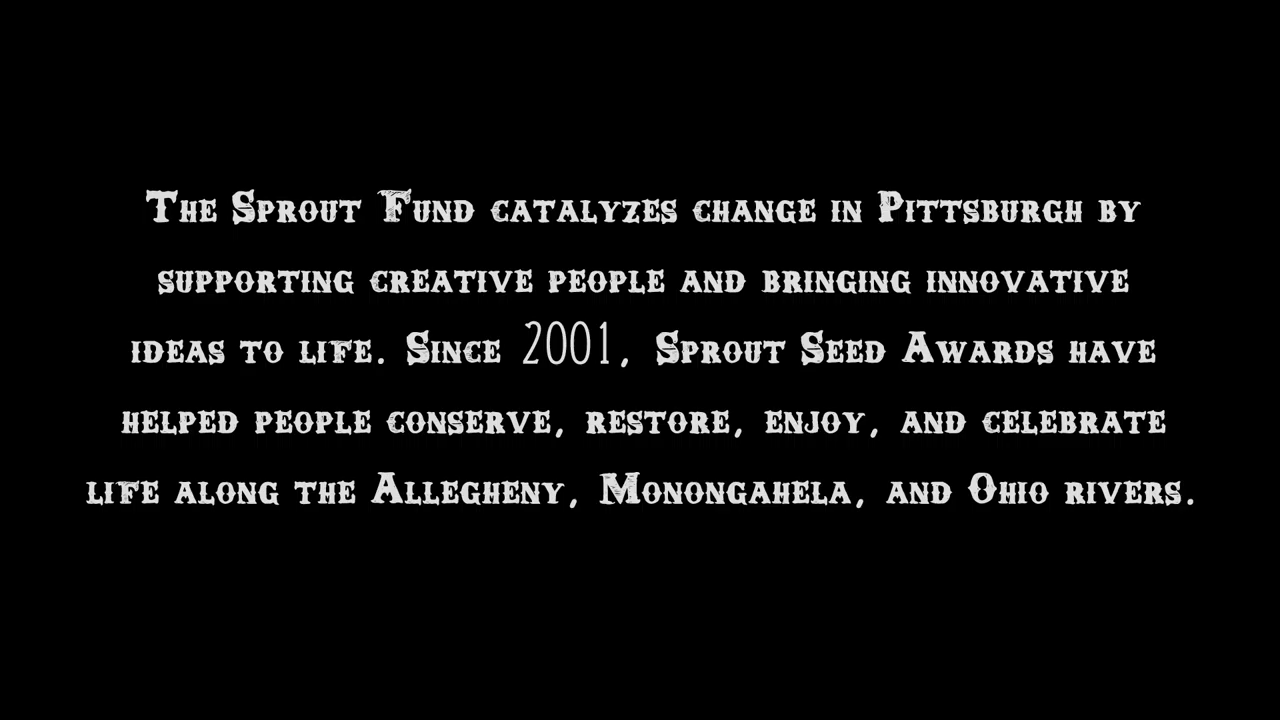 The Sprout Fund catalyzes change in Pittsburgh by
supporting creative people and bringing innovative
ideas to life. Since 2001, Sprout Seed Awards have
helped people conserve, restore, enjoy, and celebrate
life along the Allegheny, Monongahela, and Ohio rivers.